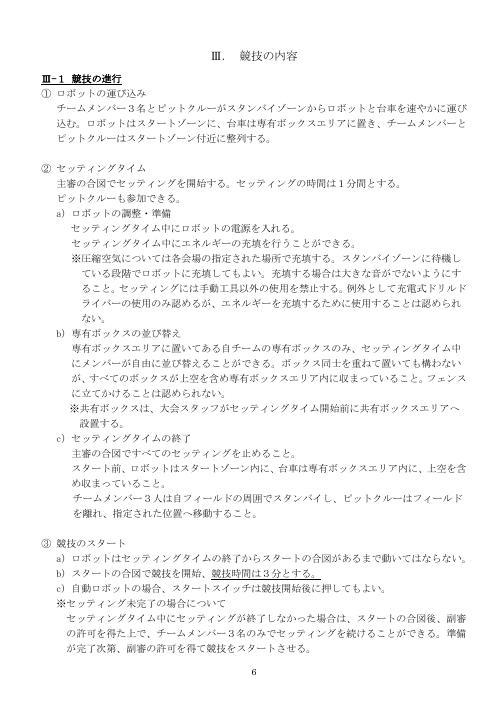 Ⅲ.　競技の内容
Ⅲ-１ 競技の進行
① ロボットの運び込み
チームメンバー３名とピットクルーがスタンバイゾーンからロボットと台車を速やかに運び
込む。ロボットはスタートゾーンに、台車は専有ボックスエリアに置き、チームメンバーと
ピットクルーはスタートゾーン付近に整列する。
② セッティングタイム
主審の合図でセッティングを開始する。セッティングの時間は１分間とする。
ピットクルーも参加できる。
a）ロボットの調整・準備
セッティングタイム中にロボットの電源を入れる。
セッティングタイム中にエネルギーの充填を行うことができる。
※圧縮空気については各会場の指定された場所で充填する。スタンバイゾーンに待機し
ている段階でロボットに充填してもよい。充填する場合は大きな音がでないようにす
ること。セッティングには手動工具以外の使用を禁止する。例外として充電式ドリルド
ライバーの使用のみ認めるが、エネルギーを充填するために使用することは認められ
ない。
b）専有ボックスの並び替え
専有ボックスエリアに置いてある自チームの専有ボックスのみ、セッティングタイム中
にメンバーが自由に並び替えることができる。ボックス同士を重ねて置いても構わない
が、すべてのボックスが上空を含め専有ボックスエリア内に収まっていること。フェンス
に立てかけることは認められない。
※共有ボックスは、大会スタッフがセッティングタイム開始前に共有ボックスエリアへ
設置する。
c）セッティングタイムの終了
主審の合図ですべてのセッティングを止めること。
スタート前、ロボットはスタートゾーン内に、台車は専有ボックスエリア内に、上空を含
め収まっていること。
チームメンバー３人は自フィールドの周囲でスタンバイし、ピットクルーはフィールド
を離れ、指定された位置へ移動すること。
③ 競技のスタート
a）ロボットはセッティングタイムの終了からスタートの合図があるまで動いてはならない。
b）スタートの合図で競技を開始、競技時間は３分とする。
c）自動ロボットの場合、スタートスイッチは競技開始後に押してもよい。
※セッティング未完了の場合について
セッティングタイム中にセッティングが終了しなかった場合は、スタートの合図後、副審
の許可を得た上で、チームメンバー３名のみでセッティングを続けることができる。準備
が完了次第、副審の許可を得て競技をスタートさせる。
6